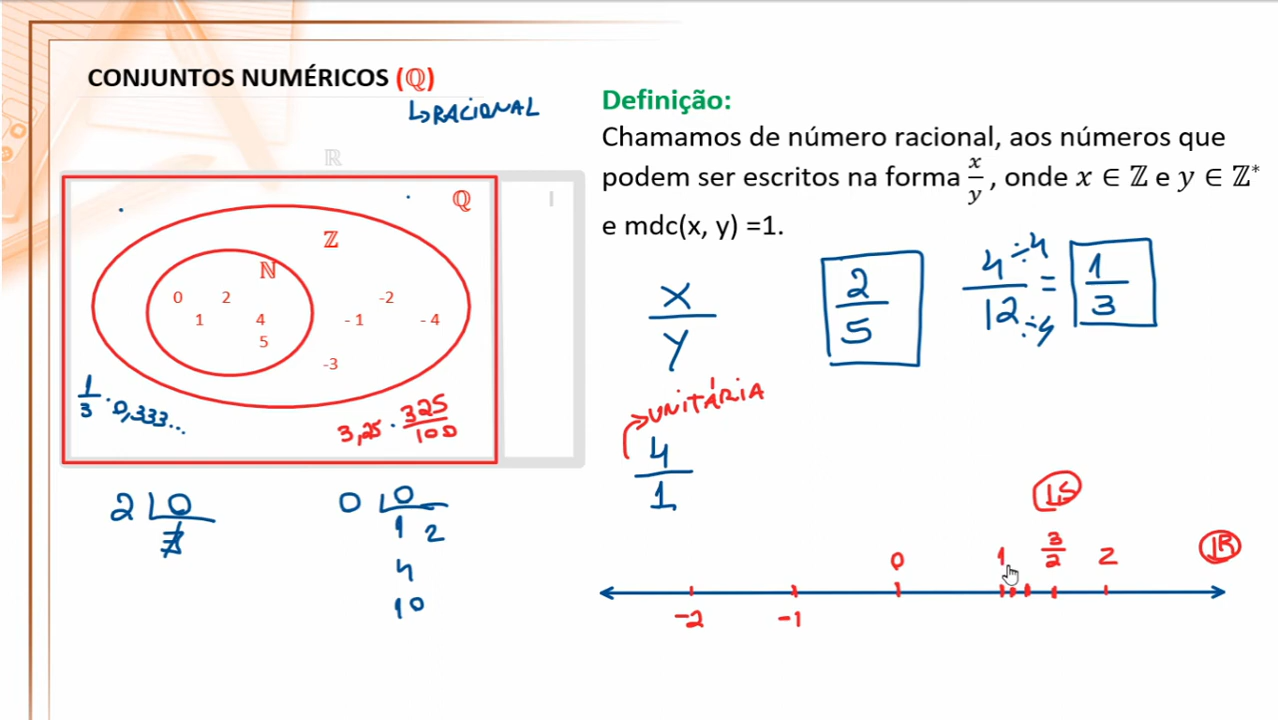 CONJUNTOS NUMÉRICOS (ℚ)
↳RACIONAL
ℝ
ℚ
I
ℤ
ℕ
0 2 -2
1 4 -1 -4
5
-3
1/3 · 0,333...
3,25 · 325/100
2 0
∄
0 0
1 2
4
10
Definição:
Chamamos de número racional, aos números que
podem ser escritos na forma x/y , onde x ∈ ℤ e y ∈ ℤ*
e mdc(x, y) =1.
x/y
2/5
4÷4/12÷4 = 1/3
UNITÁRIA
4/1
1,5
0 1 3/2 2 ℝ
-2 -1